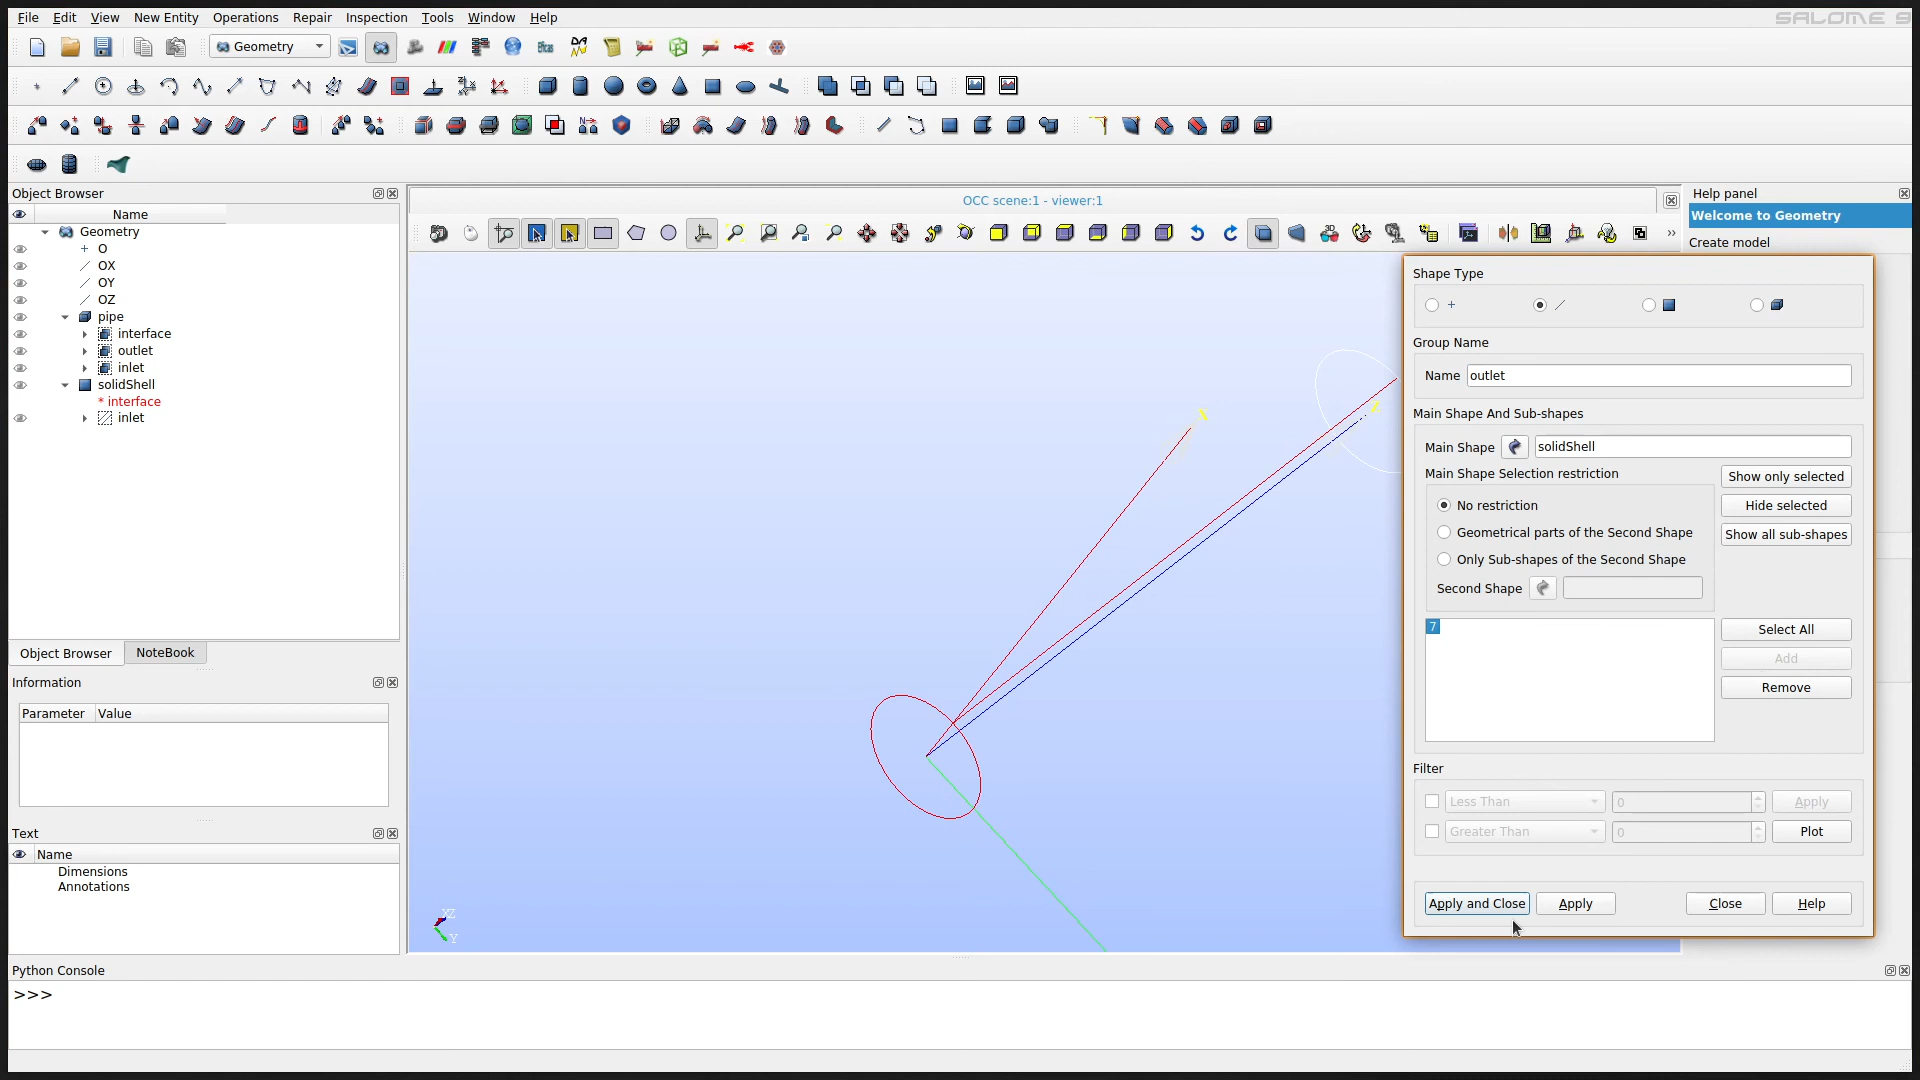 File Edit View New Entity Operations Repair Inspection Tools Window Help
SALOME 9
Geometry
Object Browser
OCC scene:1 - viewer:1
Help panel
Name
Welcome to Geometry
Create model
Geometry
O
OX
OY
OZ
pipe
interface
outlet
inlet
solidShell
* interface
inlet
X
Z
XZ
Y
Shape Type
Group Name
Name outlet
Main Shape And Sub-shapes
Main Shape solidShell
Main Shape Selection restriction
Show only selected
No restriction
Hide selected
Geometrical parts of the Second Shape
Show all sub-shapes
Only Sub-shapes of the Second Shape
Second Shape
7
Select All
Add
Remove
Filter
Less Than 0 Apply
Greater Than 0 Plot
Apply and Close Apply Close Help
Object Browser NoteBook
Information
Parameter Value
Text
Name
Dimensions
Annotations
Python Console
>>>